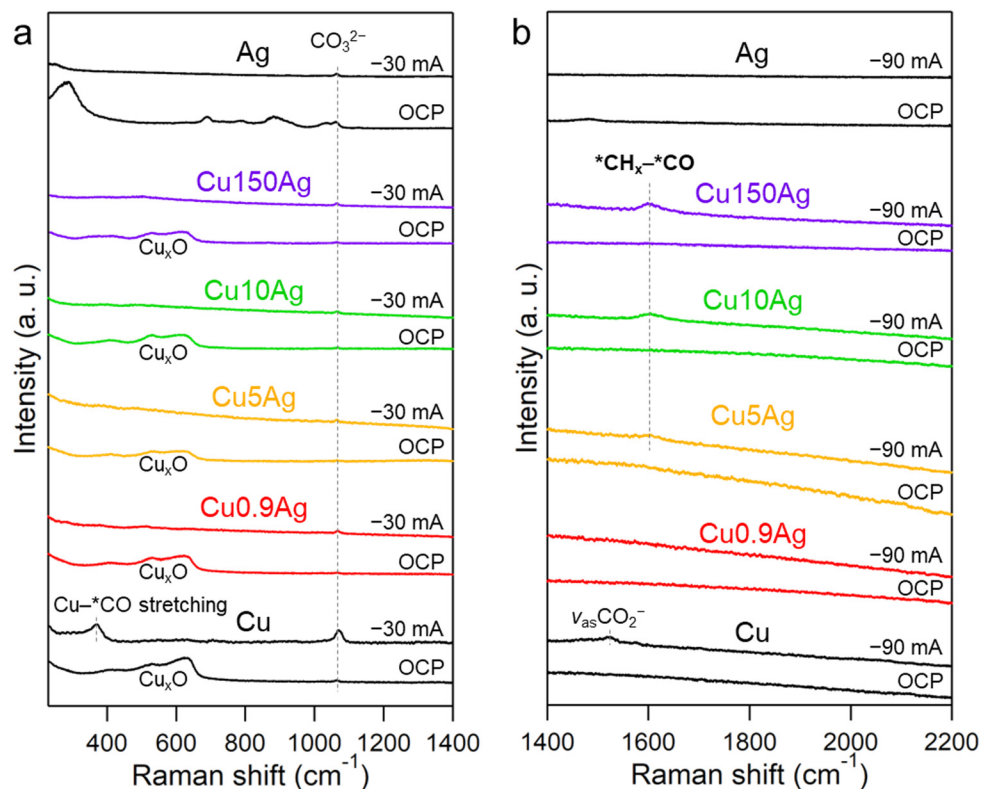 a
Ag
CO₃²⁻
−30 mA
OCP
Cu150Ag
−30 mA
OCP
CuₓO
Cu10Ag
−30 mA
OCP
CuₓO
Cu5Ag
−30 mA
OCP
CuₓO
Cu0.9Ag
−30 mA
OCP
CuₓO
Cu–*CO stretching
Cu
−30 mA
OCP
CuₓO
Intensity (a. u.)
400 600 800 1000 1200 1400
Raman shift (cm⁻¹)
b
Ag
−90 mA
OCP
*CHₓ–*CO
Cu150Ag
−90 mA
OCP
Cu10Ag
−90 mA
OCP
Cu5Ag
−90 mA
OCP
Cu0.9Ag
−90 mA
OCP
νₐₛCO₂⁻
Cu
−90 mA
OCP
Intensity (a. u.)
1400 1600 1800 2000 2200
Raman shift (cm⁻¹)